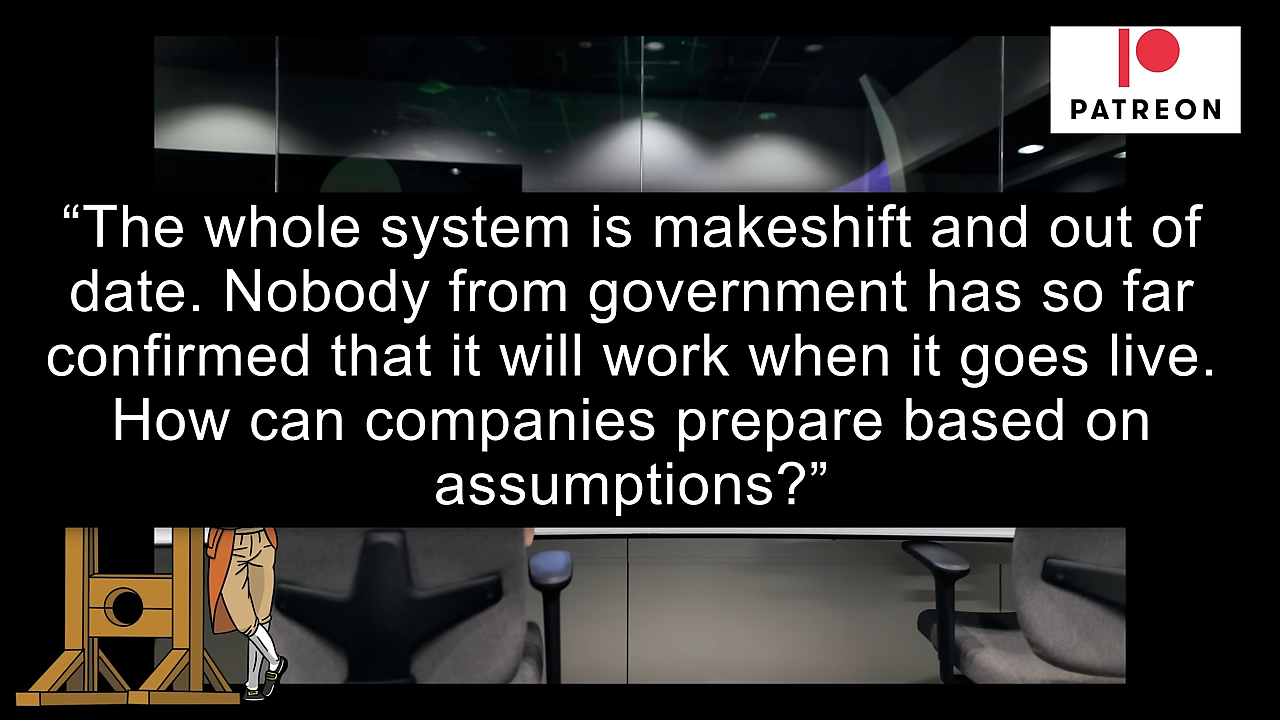 PATREON
“The whole system is makeshift and out of
date. Nobody from government has so far
confirmed that it will work when it goes live.
How can companies prepare based on
assumptions?”